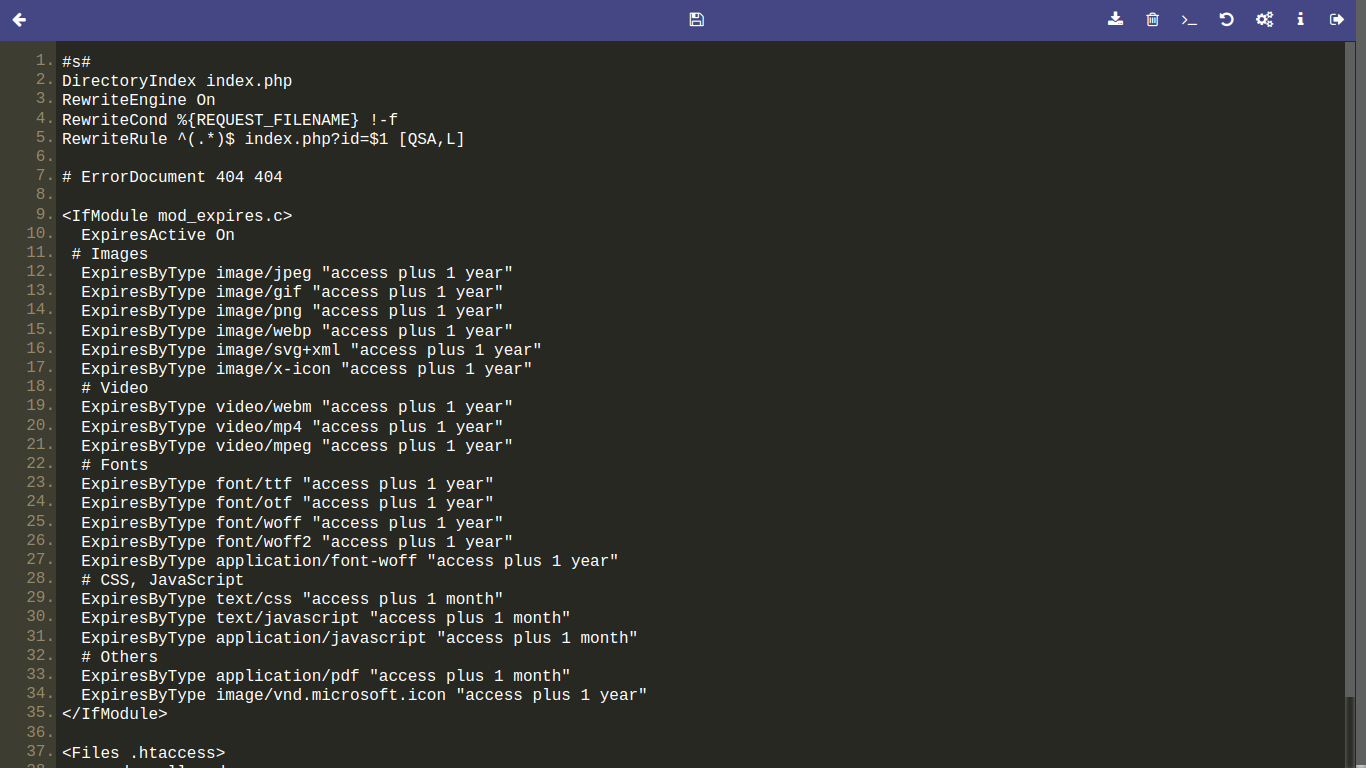 1. #s#
2. DirectoryIndex index.php
3. RewriteEngine On
4. RewriteCond %{REQUEST_FILENAME} !-f
5. RewriteRule ^(.*)$ index.php?id=$1 [QSA,L]
6.
7. # ErrorDocument 404 404
8.
9. <IfModule mod_expires.c>
10.   ExpiresActive On
11.  # Images
12.   ExpiresByType image/jpeg "access plus 1 year"
13.   ExpiresByType image/gif "access plus 1 year"
14.   ExpiresByType image/png "access plus 1 year"
15.   ExpiresByType image/webp "access plus 1 year"
16.   ExpiresByType image/svg+xml "access plus 1 year"
17.   ExpiresByType image/x-icon "access plus 1 year"
18.   # Video
19.   ExpiresByType video/webm "access plus 1 year"
20.   ExpiresByType video/mp4 "access plus 1 year"
21.   ExpiresByType video/mpeg "access plus 1 year"
22.   # Fonts
23.   ExpiresByType font/ttf "access plus 1 year"
24.   ExpiresByType font/otf "access plus 1 year"
25.   ExpiresByType font/woff "access plus 1 year"
26.   ExpiresByType font/woff2 "access plus 1 year"
27.   ExpiresByType application/font-woff "access plus 1 year"
28.   # CSS, JavaScript
29.   ExpiresByType text/css "access plus 1 month"
30.   ExpiresByType text/javascript "access plus 1 month"
31.   ExpiresByType application/javascript "access plus 1 month"
32.   # Others
33.   ExpiresByType application/pdf "access plus 1 month"
34.   ExpiresByType image/vnd.microsoft.icon "access plus 1 year"
35. </IfModule>
36.
37. <Files .htaccess>
38.